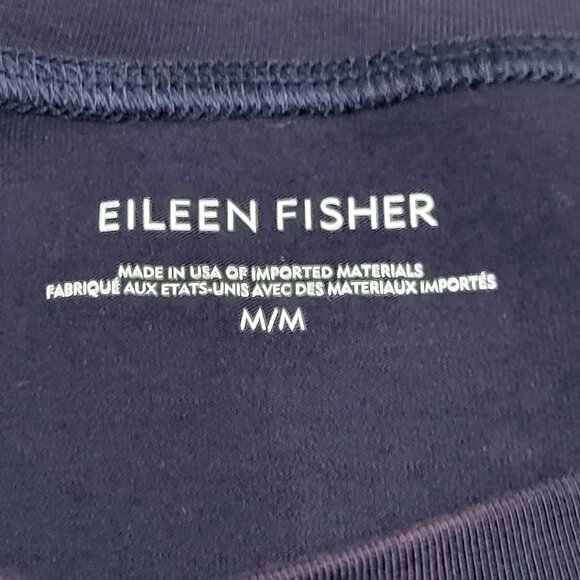 EILEEN FISHER
MADE IN USA OF IMPORTED MATERIALS
FABRIQUÉ AUX ETATS-UNIS AVEC DES MATERIAUX IMPORTÉS
M/M